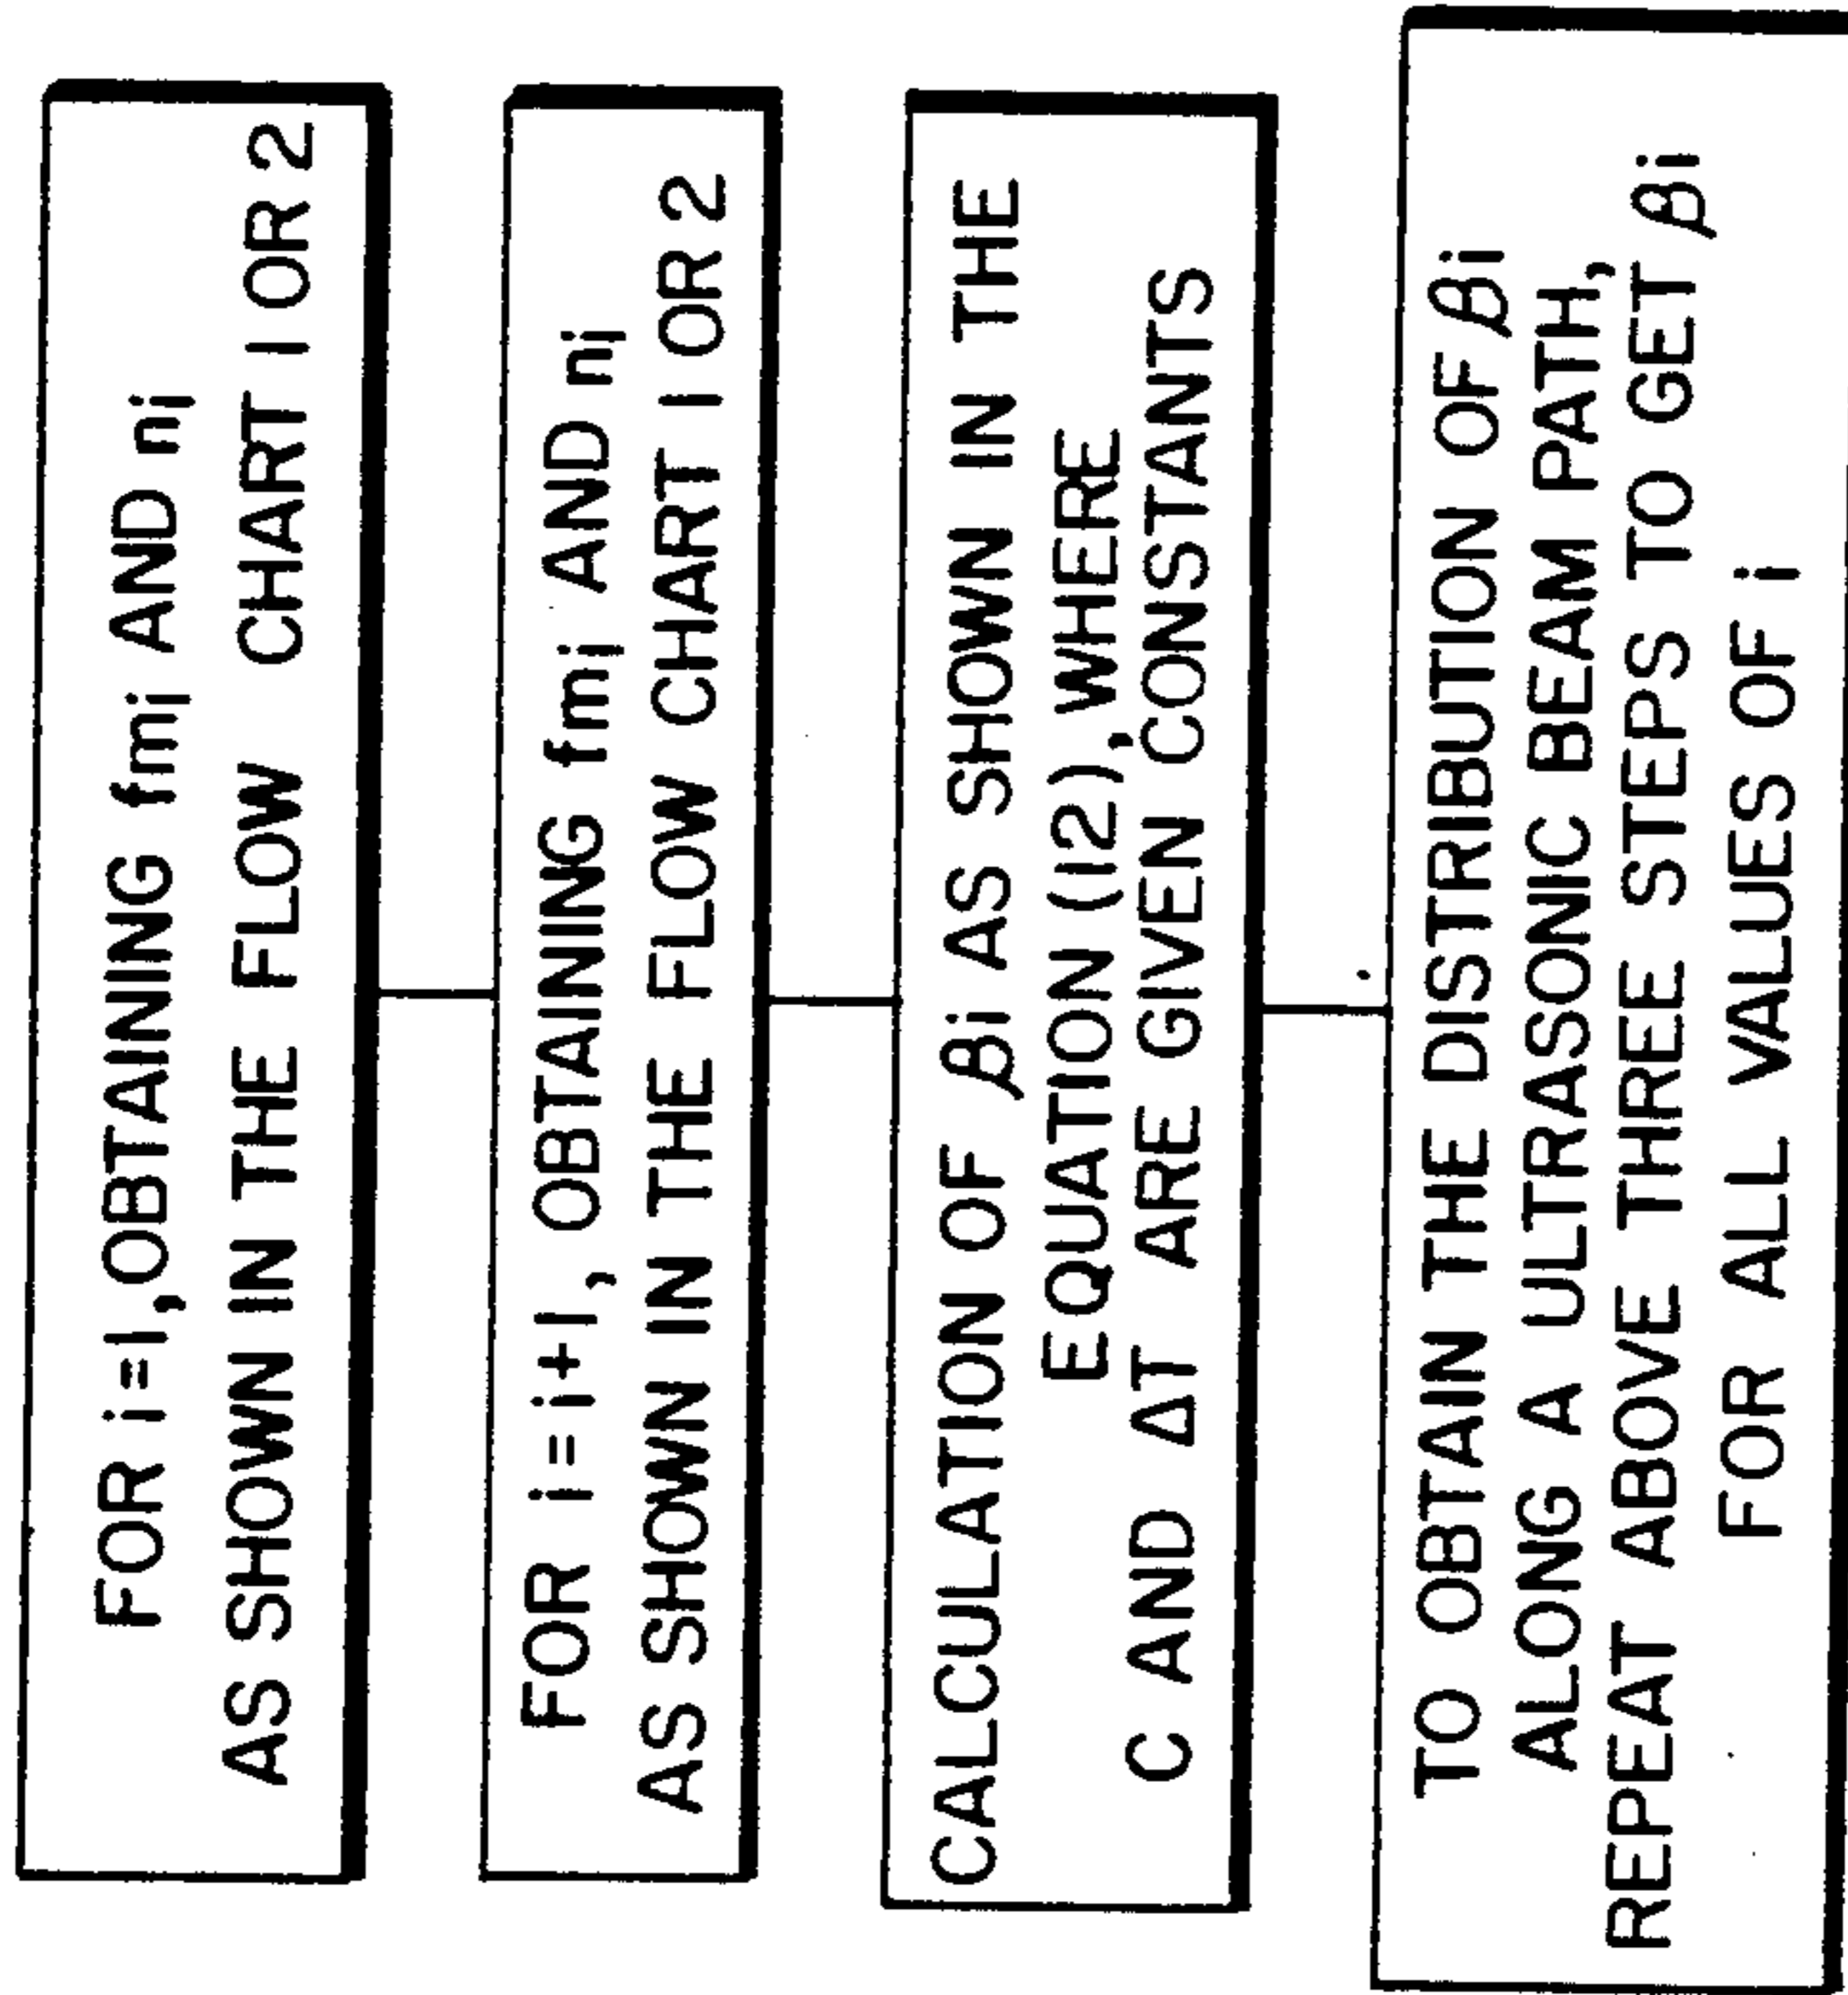 FOR i=1, OBTAINING fmi AND ni
AS SHOWN IN THE FLOW CHART 1 OR 2
FOR i=i+1, OBTAINING fmi AND ni
AS SHOWN IN THE FLOW CHART 1 OR 2
CALCULATION OF βi AS SHOWN IN THE
EQUATION (12), WHERE
C AND ΔT ARE GIVEN CONSTANTS
TO OBTAIN THE DISTRIBUTION OF βi
ALONG A ULTRASONIC BEAM PATH,
REPEAT ABOVE THREE STEPS TO GET βi
FOR ALL VALUES OF i